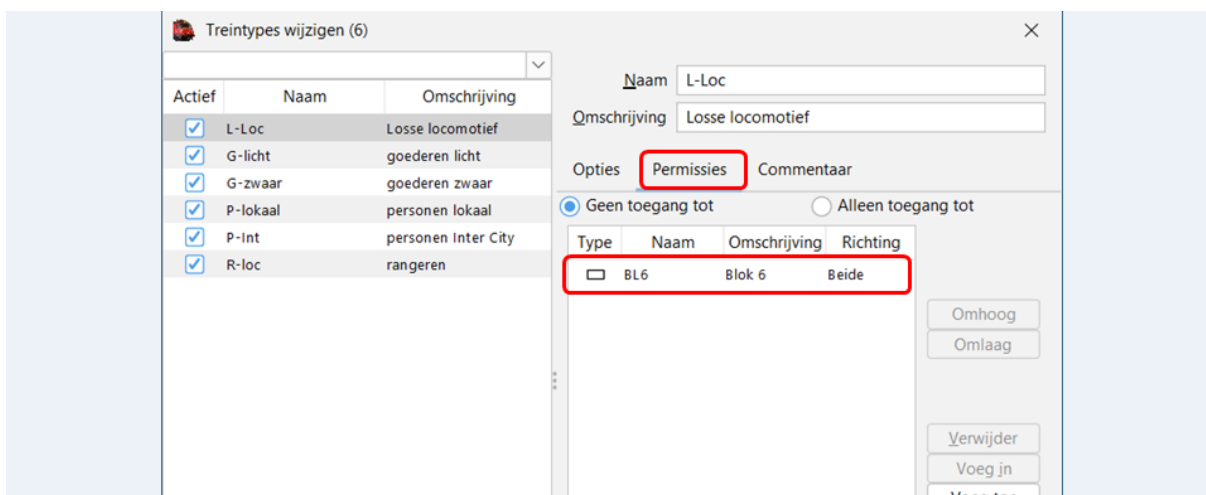 Treintypes wijzigen (6)
Actief Naam Omschrijving
L-Loc Losse locomotief
G-licht goederen licht
G-zwaar goederen zwaar
P-lokaal personen lokaal
P-Int personen Inter City
R-loc rangeren
Naam L-Loc
Omschrijving Losse locomotief
Opties Permissies Commentaar
Geen toegang tot Alleen toegang tot
Type Naam Omschrijving Richting
BL6 Blok 6 Beide
Omhoog
Omlaag
Verwijder
Voeg in